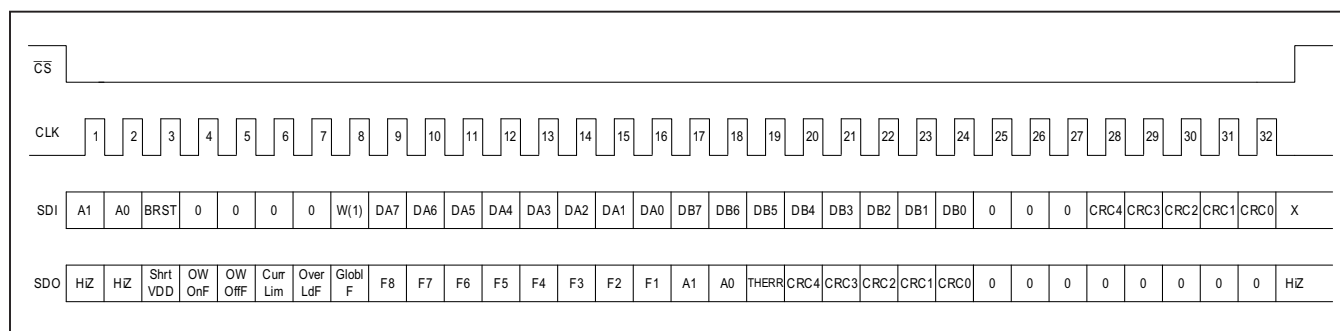 CS
CLK 1 2 3 4 5 6 7 8 9 10 11 12 13 14 15 16 17 18 19 20 21 22 23 24 25 26 27 28 29 30 31 32
SDI A1 A0 BRST 0 0 0 0 W(1) DA7 DA6 DA5 DA4 DA3 DA2 DA1 DA0 DB7 DB6 DB5 DB4 DB3 DB2 DB1 DB0 0 0 0 CRC4 CRC3 CRC2 CRC1 CRC0 X
SDO HiZ HiZ Shrt VDD OW OnF OW OffF Curr Lim Over LdF Globl F F8 F7 F6 F5 F4 F3 F2 F1 A1 A0 THERR CRC4 CRC3 CRC2 CRC1 CRC0 0 0 0 0 0 0 0 0 HiZ